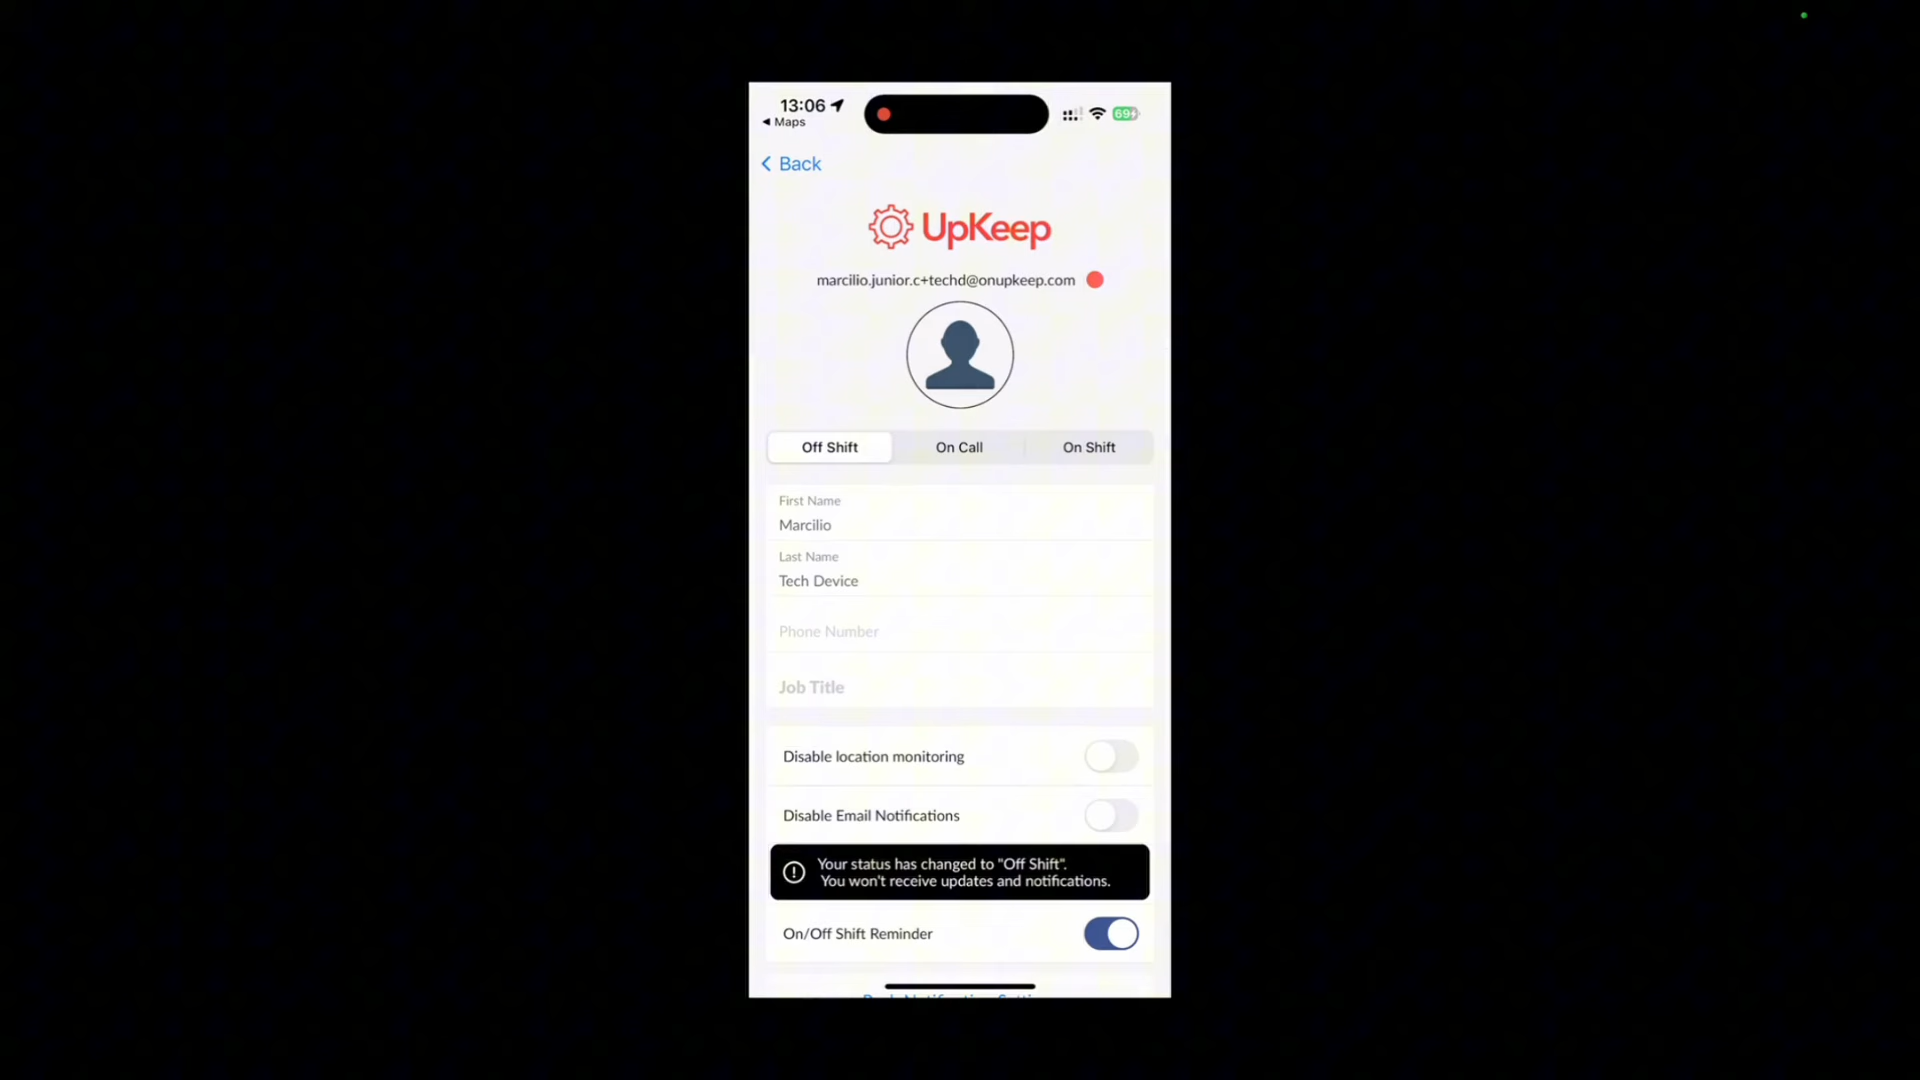 13:06
◀ Maps
69
Back
UpKeep
marcilio.junior.c+techd@onupkeep.com
Off Shift
On Call
On Shift
First Name
Marcilio
Last Name
Tech Device
Phone Number
Job Title
Disable location monitoring
Disable Email Notifications
Your status has changed to "Off Shift".
You won't receive updates and notifications.
On/Off Shift Reminder